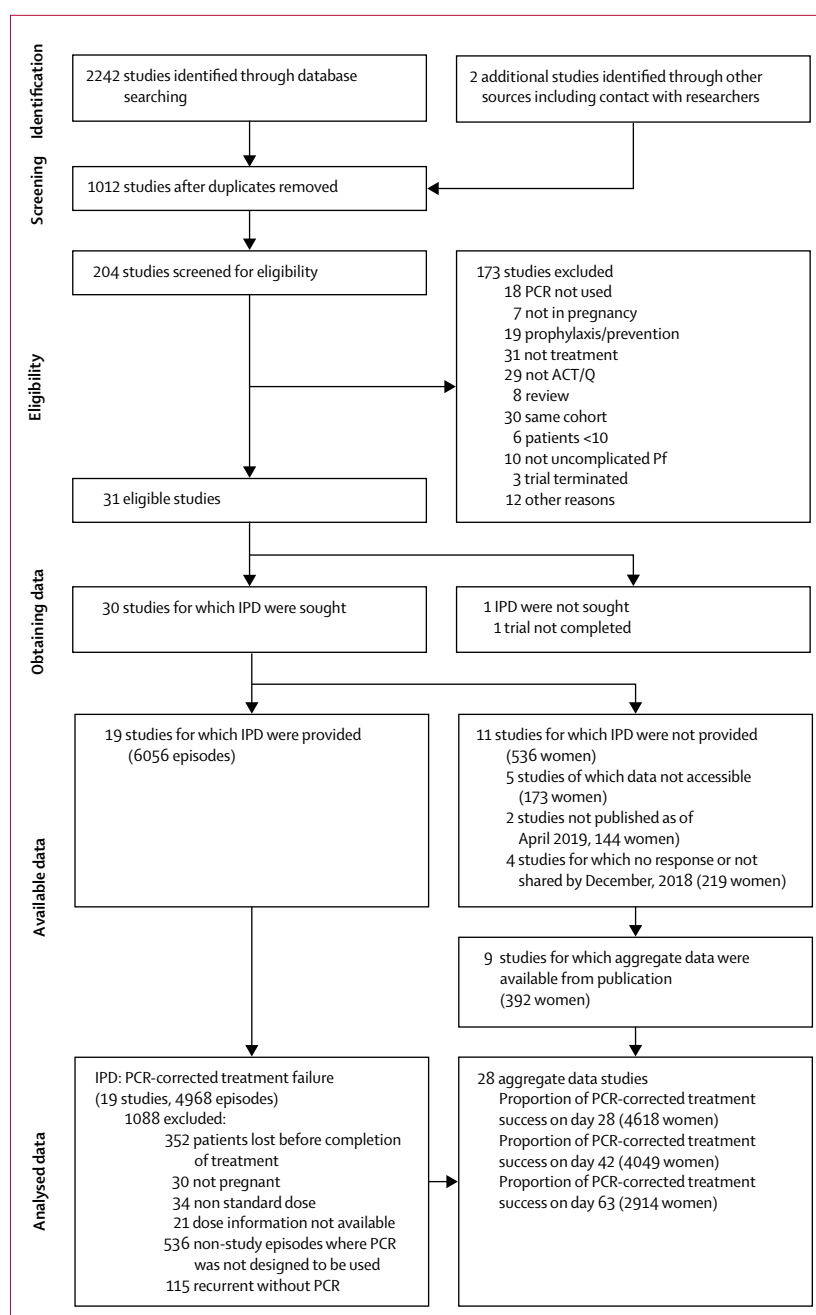 Identification
2242 studies identified through database
searching
2 additional studies identified through other
sources including contact with researchers
Screening
1012 studies after duplicates removed
Eligibility
204 studies screened for eligibility
173 studies excluded
18 PCR not used
7 not in pregnancy
19 prophylaxis/prevention
31 not treatment
29 not ACT/Q
8 review
30 same cohort
6 patients <10
10 not uncomplicated Pf
3 trial terminated
12 other reasons
31 eligible studies
Obtaining data
30 studies for which IPD were sought
1 IPD were not sought
1 trial not completed
Available data
19 studies for which IPD were provided
(6056 episodes)
11 studies for which IPD were not provided
(536 women)
5 studies of which data not accessible
(173 women)
2 studies not published as of
April 2019, 144 women)
4 studies for which no response or not
shared by December, 2018 (219 women)
9 studies for which aggregate data were
available from publication
(392 women)
Analysed data
IPD: PCR-corrected treatment failure
(19 studies, 4968 episodes)
1088 excluded:
352 patients lost before completion
of treatment
30 not pregnant
34 non standard dose
21 dose information not available
536 non-study episodes where PCR
was not designed to be used
115 recurrent without PCR
28 aggregate data studies
Proportion of PCR-corrected treatment
success on day 28 (4618 women)
Proportion of PCR-corrected treatment
success on day 42 (4049 women)
Proportion of PCR-corrected treatment
success on day 63 (2914 women)